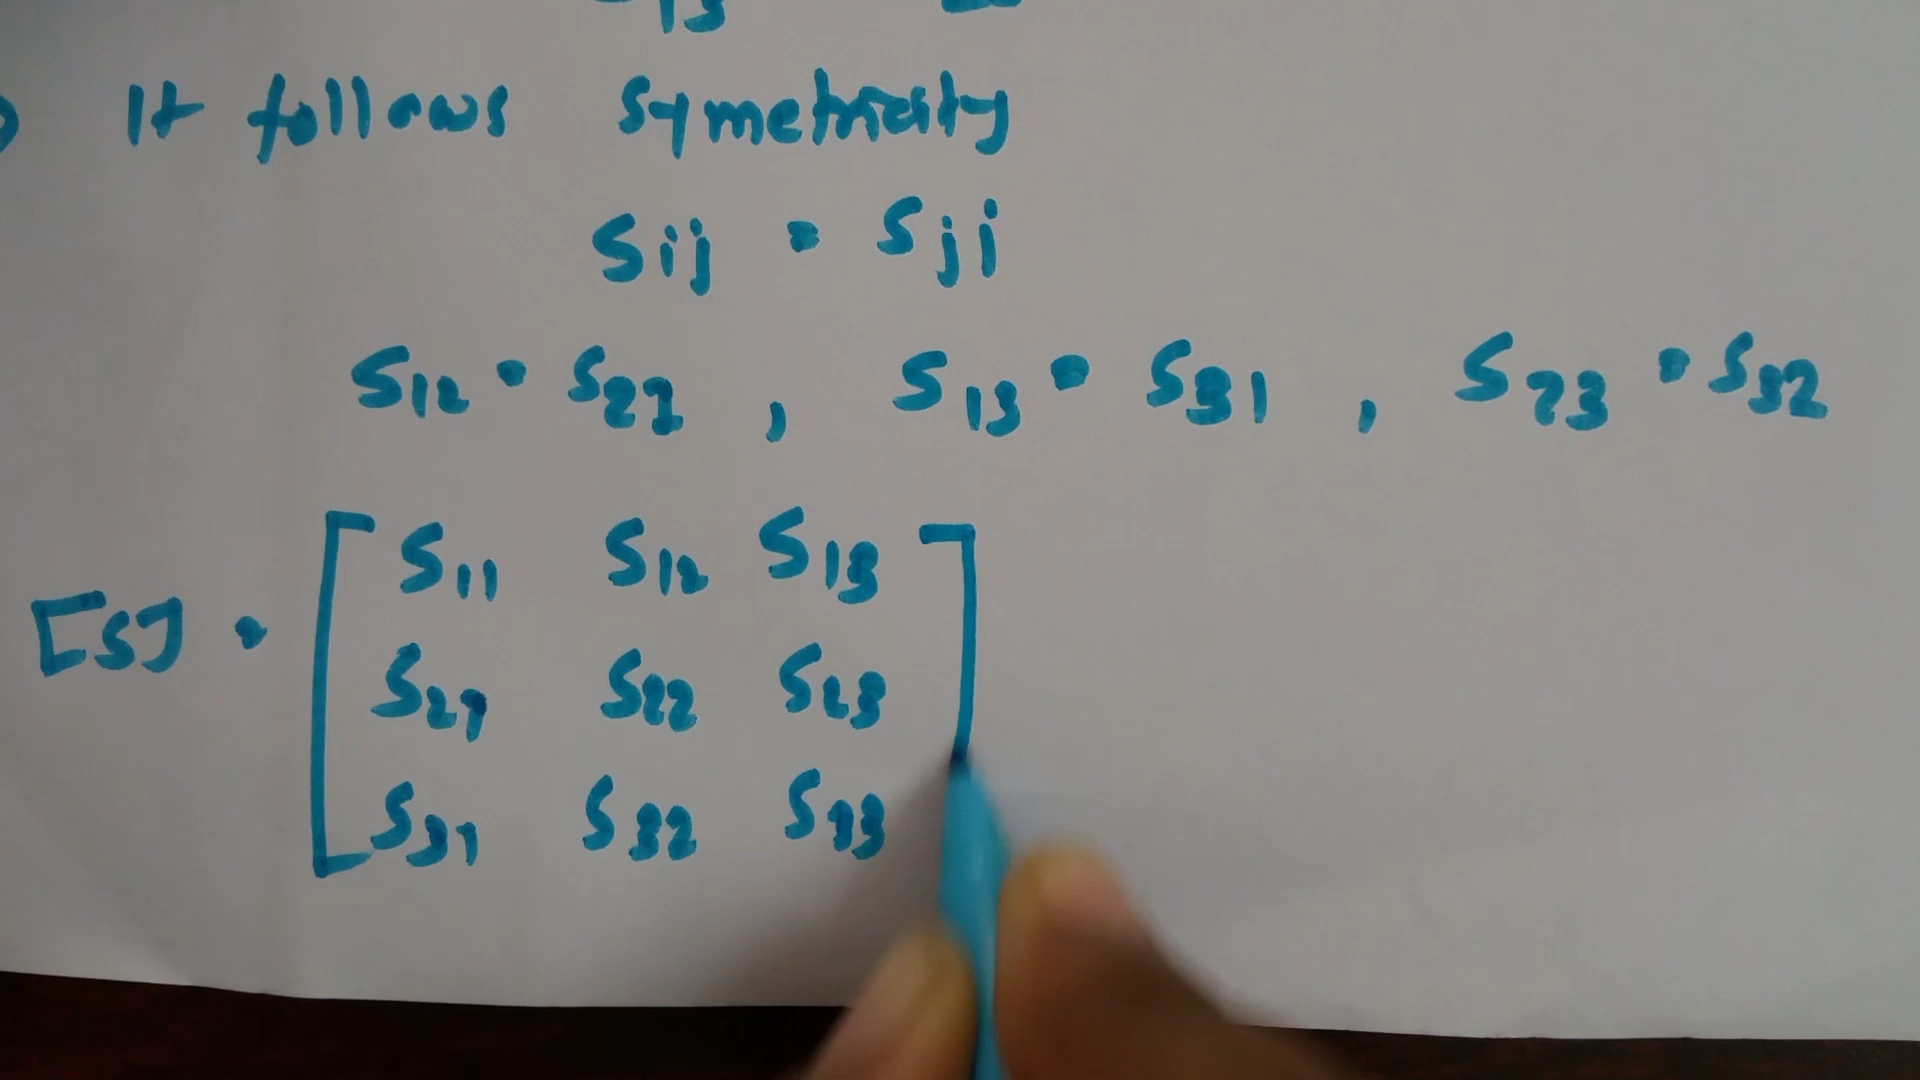 It follows Symetricity
Sij = Sji
S12 = S21 , S13 = S31 , S23 = S32
[S] = [ S11 S12 S13
S21 S22 S23
S31 S32 S33 ]